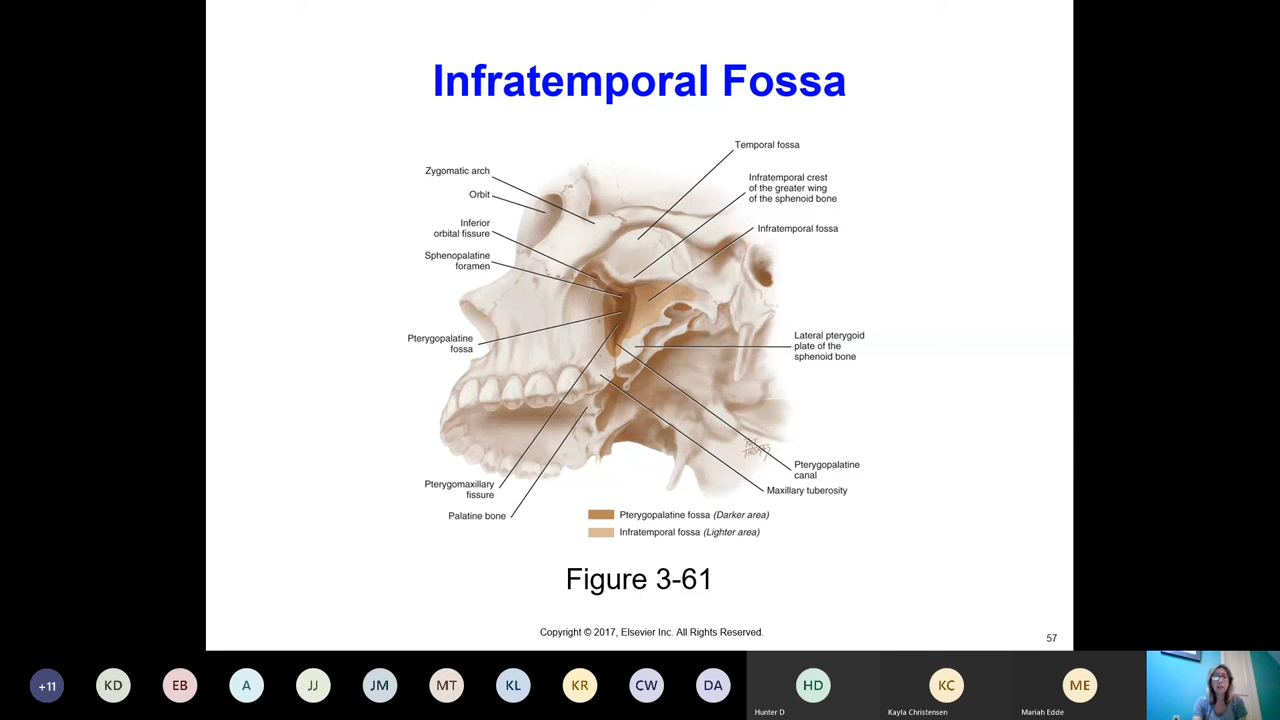 Infratemporal Fossa
Temporal fossa
Zygomatic arch
Infratemporal crest
of the greater wing
of the sphenoid bone
Orbit
Inferior
orbital fissure
Infratemporal fossa
Sphenopalatine
foramen
Pterygopalatine
fossa
Lateral pterygoid
plate of the
sphenoid bone
Pterygopalatine
canal
Pterygomaxillary
fissure
Maxillary tuberosity
Palatine bone
Pterygopalatine fossa (Darker area)
Infratemporal fossa (Lighter area)
Figure 3-61
Copyright © 2017, Elsevier Inc. All Rights Reserved.
57
+11
KD
EB
A
JJ
JM
MT
KL
KR
CW
DA
HD
Hunter D
KC
Kayla Christensen
ME
Mariah Edde